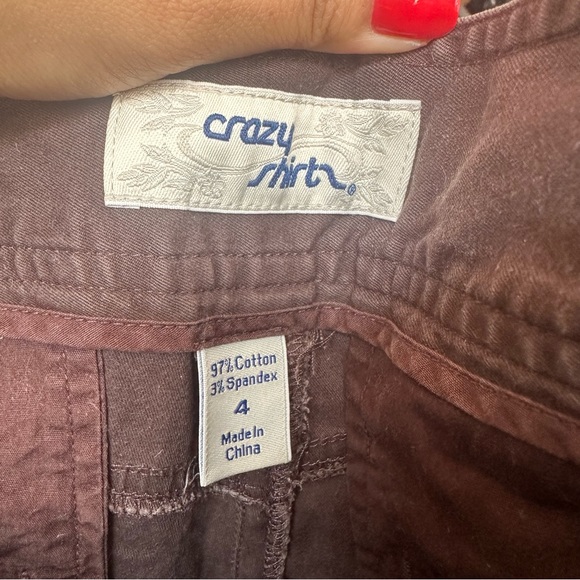 crazy
shirts®
97% Cotton
3% Spandex
4
Made In
China